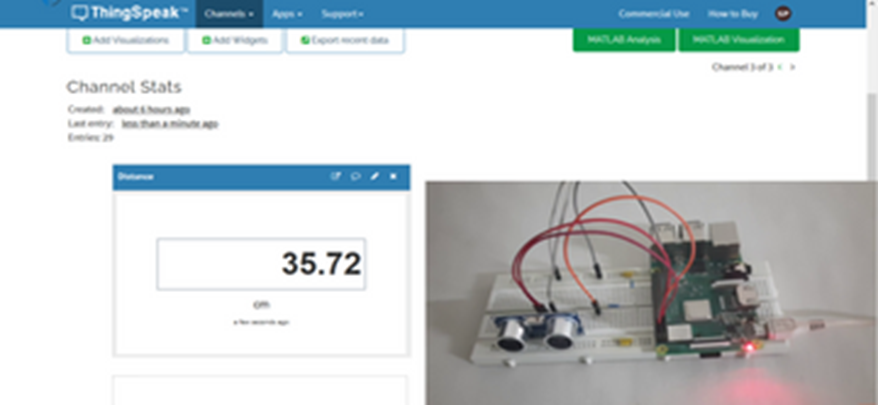 ThingSpeak™ Channels Apps Support Commercial Use How to Buy
Add Visualizations Add Widgets Export recent data MATLAB Analysis MATLAB Visualization
Channel 3 of 3 < >
Channel Stats
Created: about 6 hours ago
Last entry: less than a minute ago
Entries: 29
Distance
35.72
cm
a few seconds ago